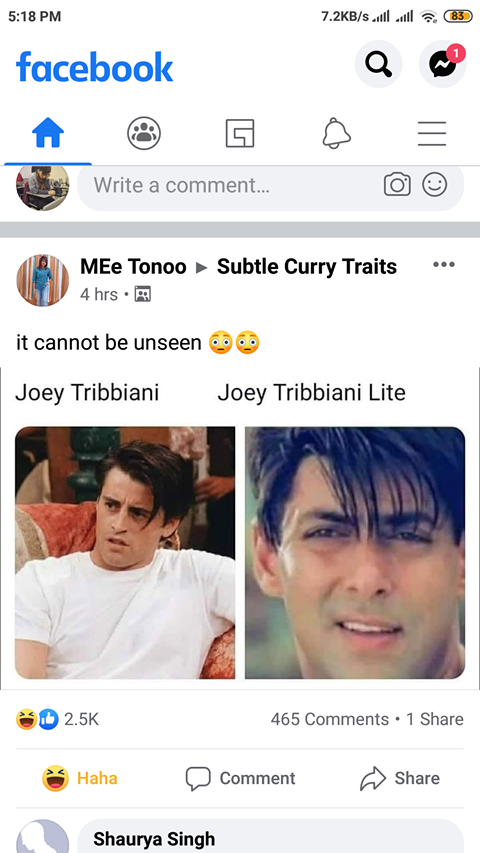 5:18 PM 7.2KB/s 83
facebook
1
Write a comment...
MEe Tonoo ▸ Subtle Curry Traits
4 hrs •
it cannot be unseen 😳😳
Joey Tribbiani Joey Tribbiani Lite
2.5K 465 Comments • 1 Share
Haha Comment Share
Shaurya Singh